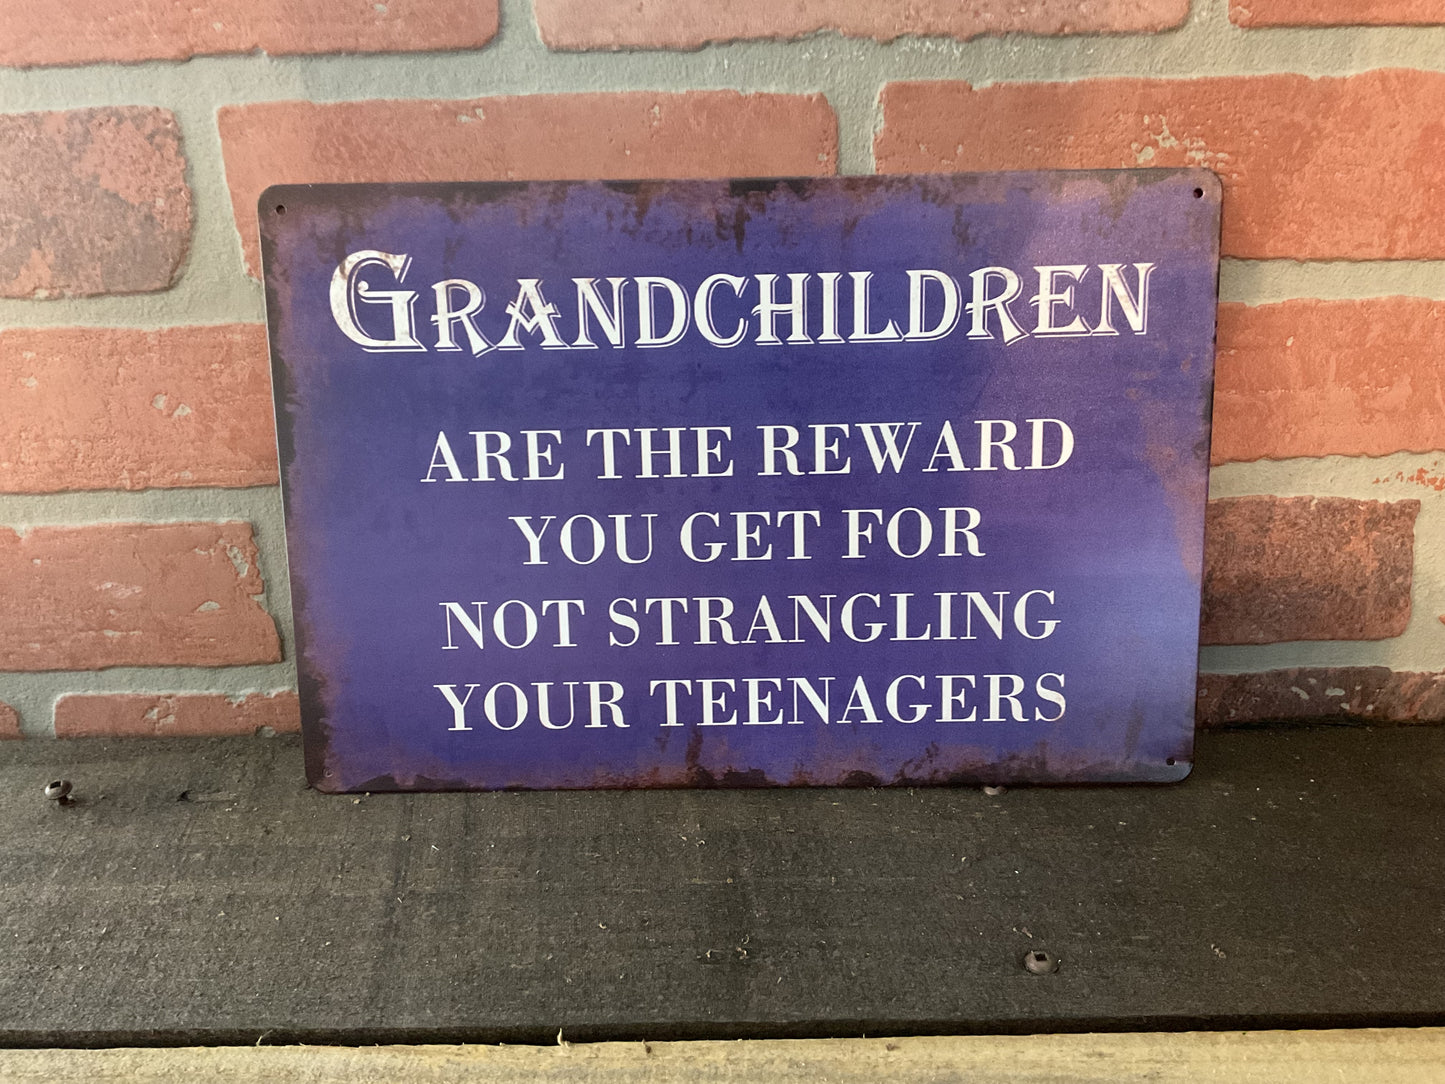 GRANDCHILDREN
ARE THE REWARD
YOU GET FOR
NOT STRANGLING
YOUR TEENAGERS